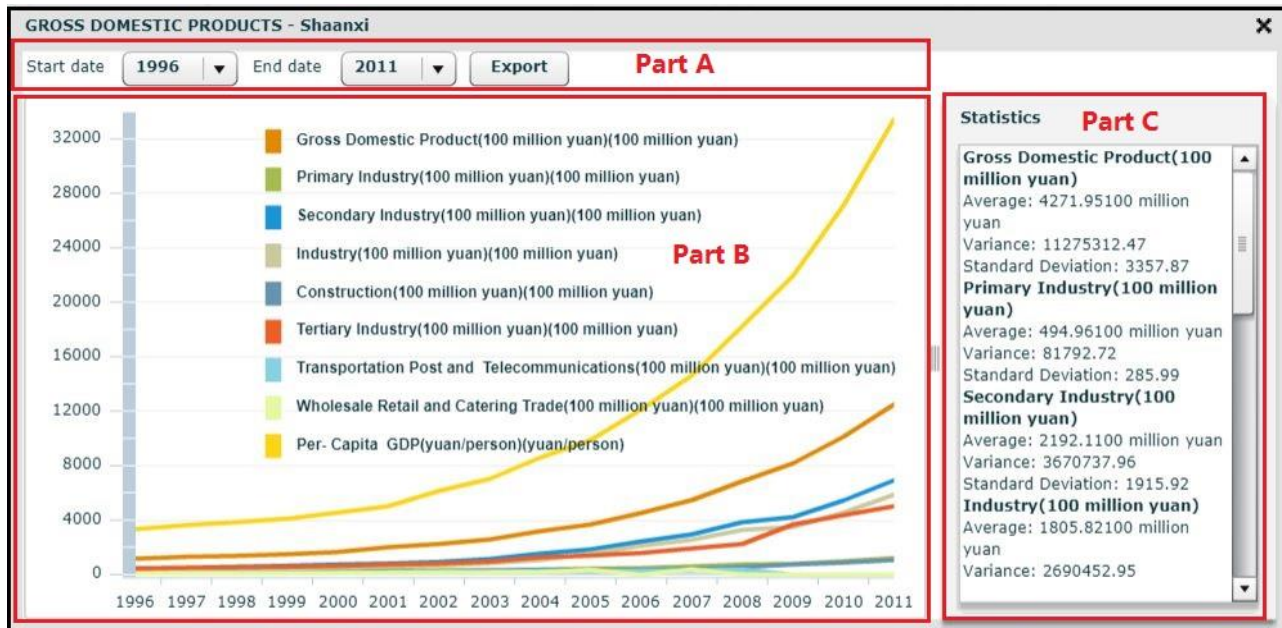 GROSS DOMESTIC PRODUCTS - Shaanxi
Start date 1996 End date 2011 Export Part A
32000
28000
24000
20000
16000
12000
8000
4000
0
Gross Domestic Product(100 million yuan)(100 million yuan)
Primary Industry(100 million yuan)(100 million yuan)
Secondary Industry(100 million yuan)(100 million yuan)
Industry(100 million yuan)(100 million yuan)
Part B
Construction(100 million yuan)(100 million yuan)
Tertiary Industry(100 million yuan)(100 million yuan)
Transportation Post and Telecommunications(100 million yuan)(100 million yuan)
Wholesale Retail and Catering Trade(100 million yuan)(100 million yuan)
Per- Capita GDP(yuan/person)(yuan/person)
1996 1997 1998 1999 2000 2001 2002 2003 2004 2005 2006 2007 2008 2009 2010 2011
Statistics Part C
Gross Domestic Product(100
million yuan)
Average: 4271.95100 million
yuan
Variance: 11275312.47
Standard Deviation: 3357.87
Primary Industry(100 million
yuan)
Average: 494.96100 million yuan
Variance: 81792.72
Standard Deviation: 285.99
Secondary Industry(100
million yuan)
Average: 2192.1100 million yuan
Variance: 3670737.96
Standard Deviation: 1915.92
Industry(100 million yuan)
Average: 1805.82100 million
yuan
Variance: 2690452.95